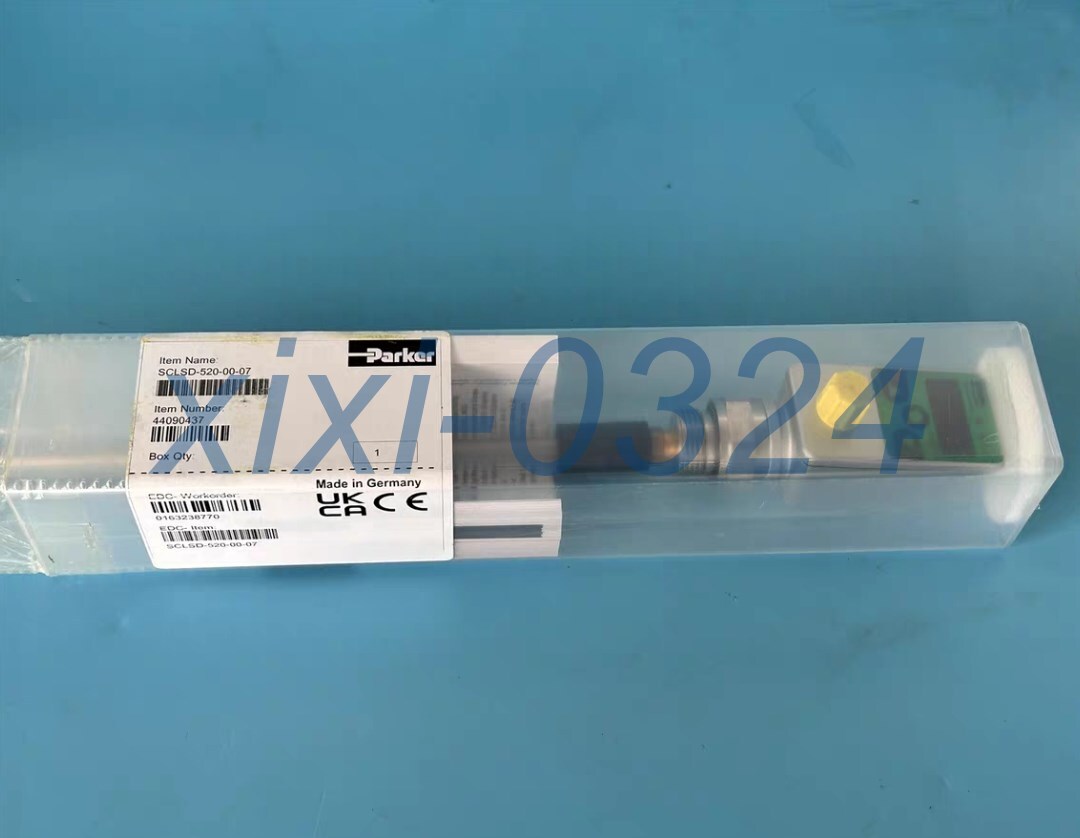 Parker
Item Name:
SCLSD-520-00-07
Item Number:
44090437
Box Qty:
1
Made in Germany
UK
CA CE
EDC- Workorder:
0163238770
EDC- Item:
SCLSD-520-00-07
xixi-0324